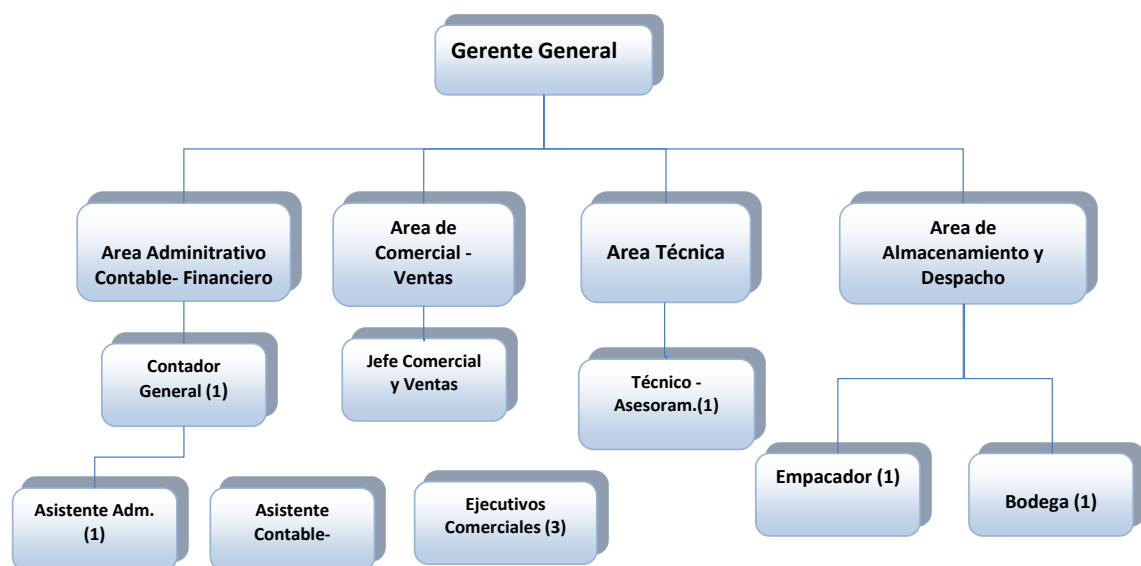 Gerente General
Area Adminitrativo
Contable- Financiero
Area de
Comercial -
Ventas
Area Técnica
Area de
Almacenamiento y
Despacho
Contador
General (1)
Jefe Comercial
y Ventas
Técnico -
Asesoram.(1)
Asistente Adm.
(1)
Asistente
Contable-
Ejecutivos
Comerciales (3)
Empacador (1)
Bodega (1)